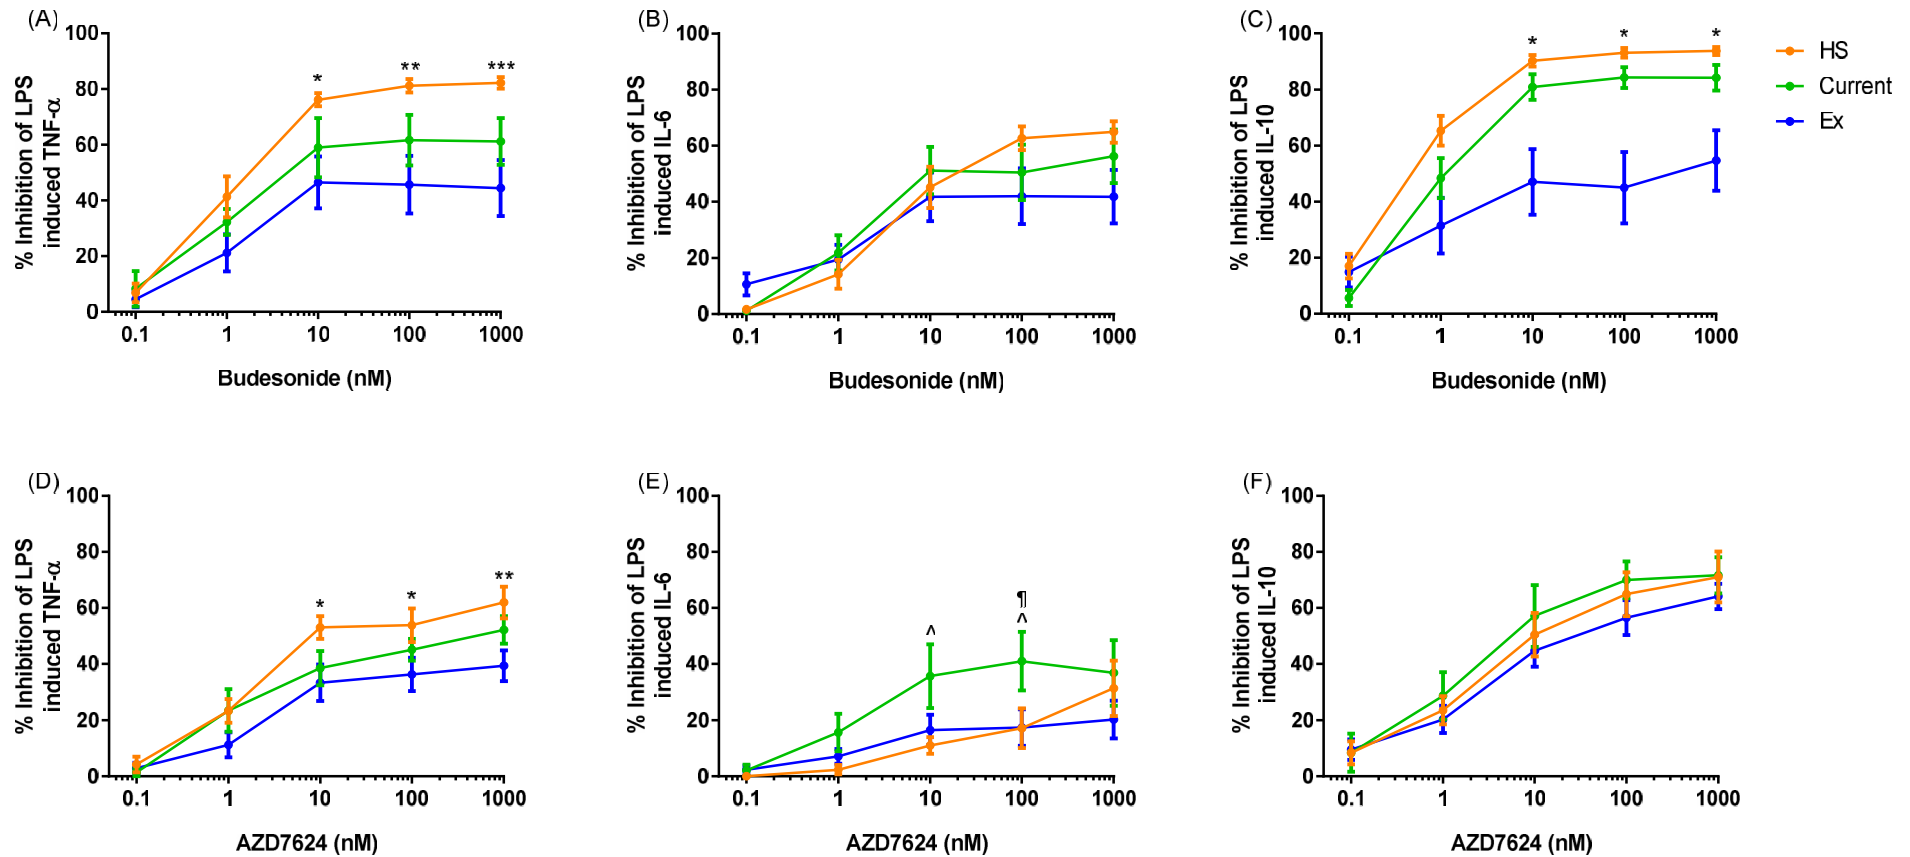 (A)
100
80
60
40
20
0
% Inhibition of LPS
induced TNF-α
*
**
***
0.1 1 10 100 1000
Budesonide (nM)
(B)
100
80
60
40
20
0
% Inhibition of LPS
induced IL-6
0.1 1 10 100 1000
Budesonide (nM)
(C)
100
80
60
40
20
0
% Inhibition of LPS
induced IL-10
*
*
*
0.1 1 10 100 1000
Budesonide (nM)
HS
Current
Ex
(D)
100
80
60
40
20
0
% Inhibition of LPS
induced TNF-α
*
*
**
0.1 1 10 100 1000
AZD7624 (nM)
(E)
100
80
60
40
20
0
% Inhibition of LPS
induced IL-6
^
¶
^
0.1 1 10 100 1000
AZD7624 (nM)
(F)
100
80
60
40
20
0
% Inhibition of LPS
induced IL-10
0.1 1 10 100 1000
AZD7624 (nM)